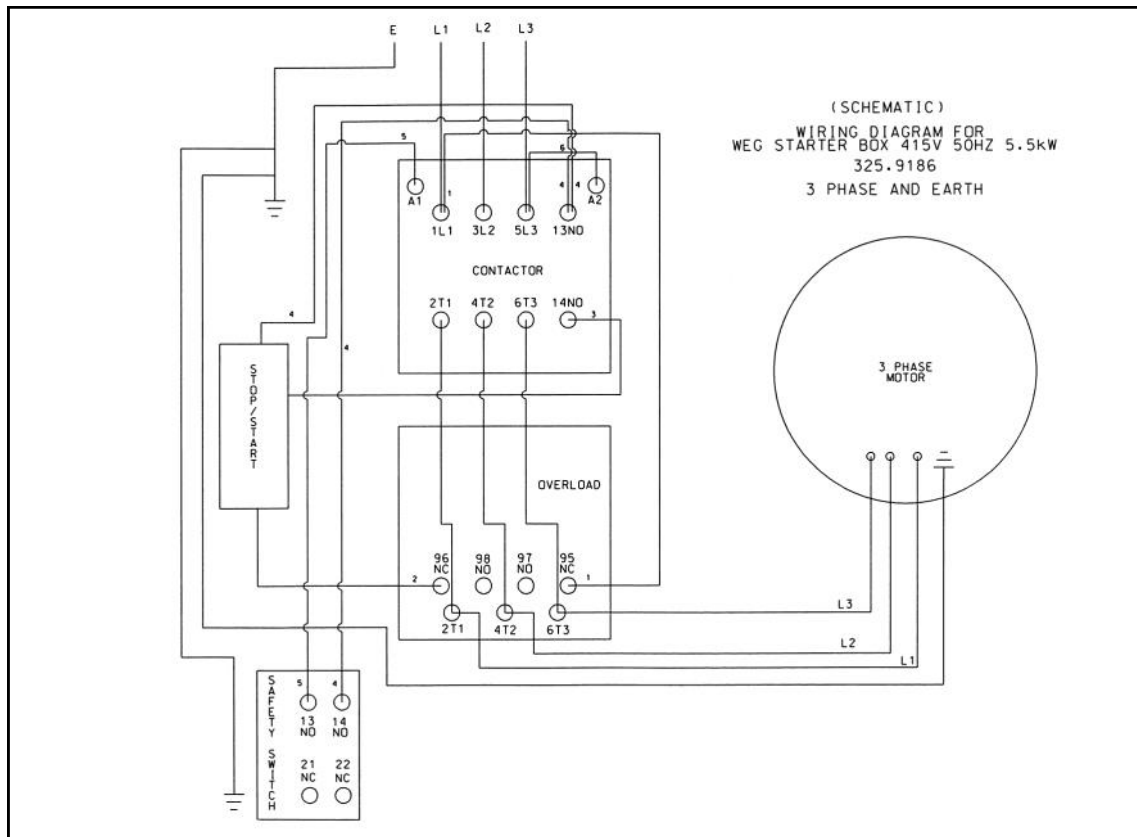 E L1 L2 L3
(SCHEMATIC)
WIRING DIAGRAM FOR
WEG STARTER BOX 415V 50HZ 5.5kW
325.9186
3 PHASE AND EARTH
5 6
1 4 4
A1 A2
1L1 3L2 5L3 13NO
CONTACTOR
2T1 4T2 6T3 14NO
3
4
4
STOP/START
3 PHASE
MOTOR
OVERLOAD
96 98 97 95
NC NO NO NC
2 1
2T1 4T2 6T3
L3
L2
L1
SAFETY SWITCH
5 4
13 14
NO NO
21 22
NC NC